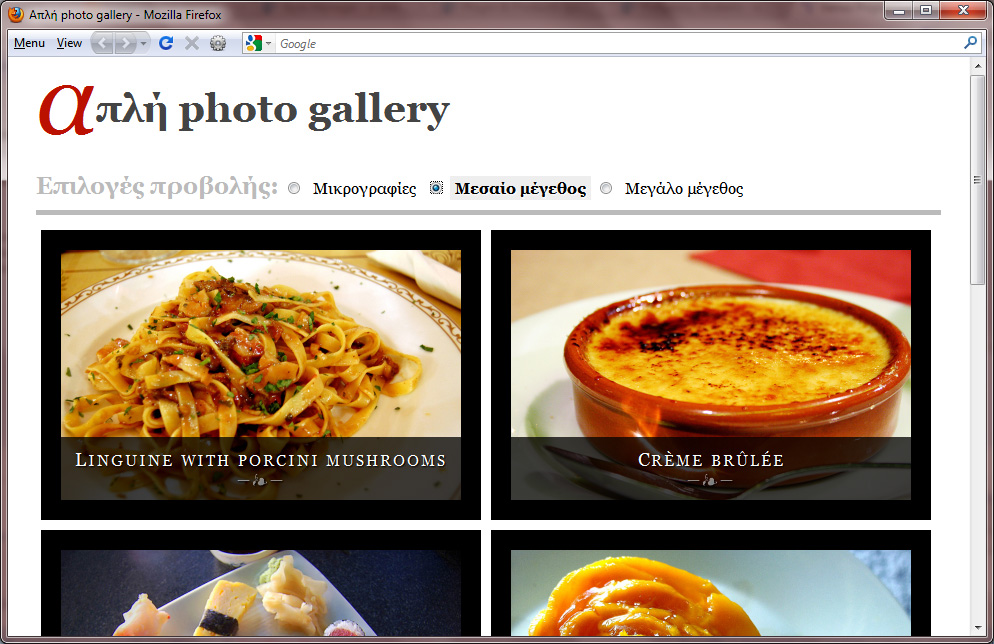 Απλή photo gallery - Mozilla Firefox
Menu View Google
απλή photo gallery
Επιλογές προβολής: Μικρογραφίες Μεσαίο μέγεθος Μεγάλο μέγεθος
Linguine with porcini mushrooms
Crème brûlée